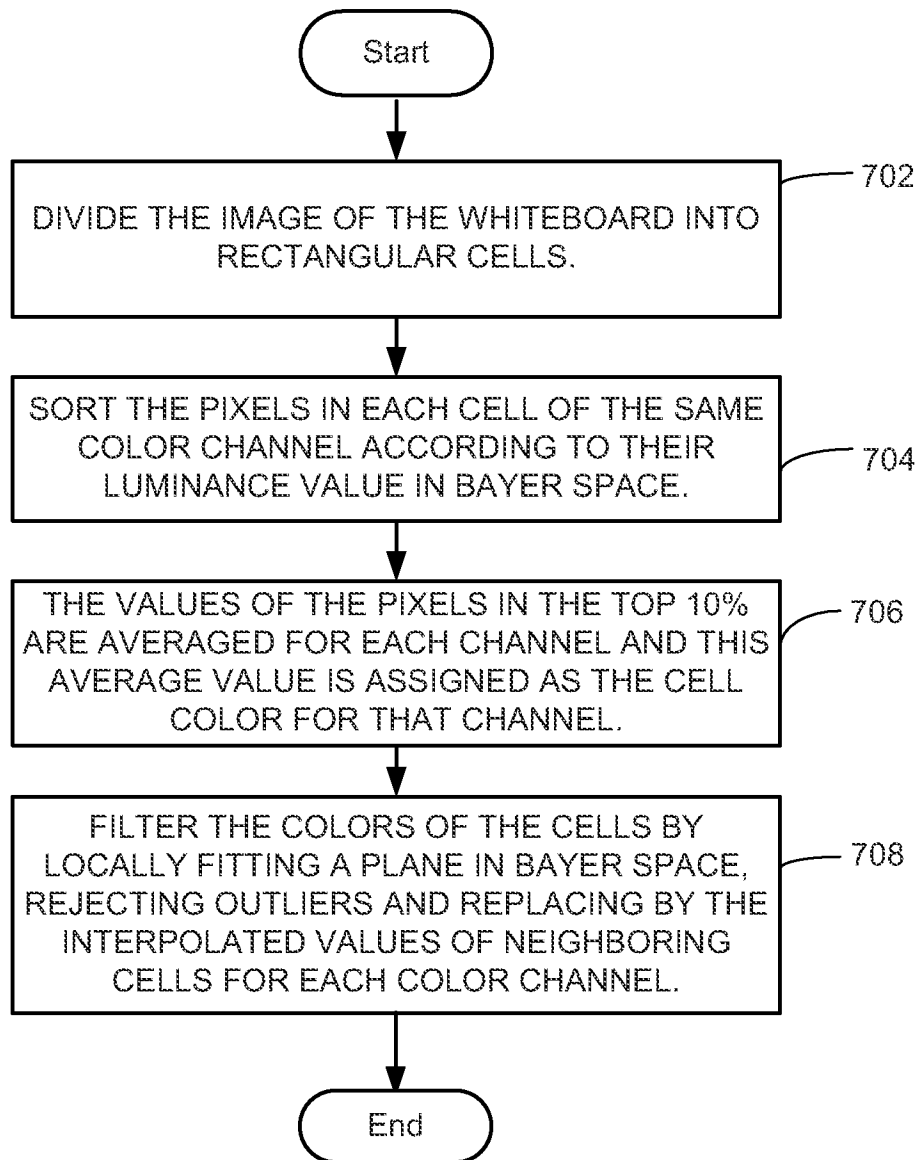 Start
DIVIDE THE IMAGE OF THE WHITEBOARD INTO
RECTANGULAR CELLS.
702
SORT THE PIXELS IN EACH CELL OF THE SAME
COLOR CHANNEL ACCORDING TO THEIR
LUMINANCE VALUE IN BAYER SPACE.
704
THE VALUES OF THE PIXELS IN THE TOP 10%
ARE AVERAGED FOR EACH CHANNEL AND THIS
AVERAGE VALUE IS ASSIGNED AS THE CELL
COLOR FOR THAT CHANNEL.
706
FILTER THE COLORS OF THE CELLS BY
LOCALLY FITTING A PLANE IN BAYER SPACE,
REJECTING OUTLIERS AND REPLACING BY THE
INTERPOLATED VALUES OF NEIGHBORING
CELLS FOR EACH COLOR CHANNEL.
708
End